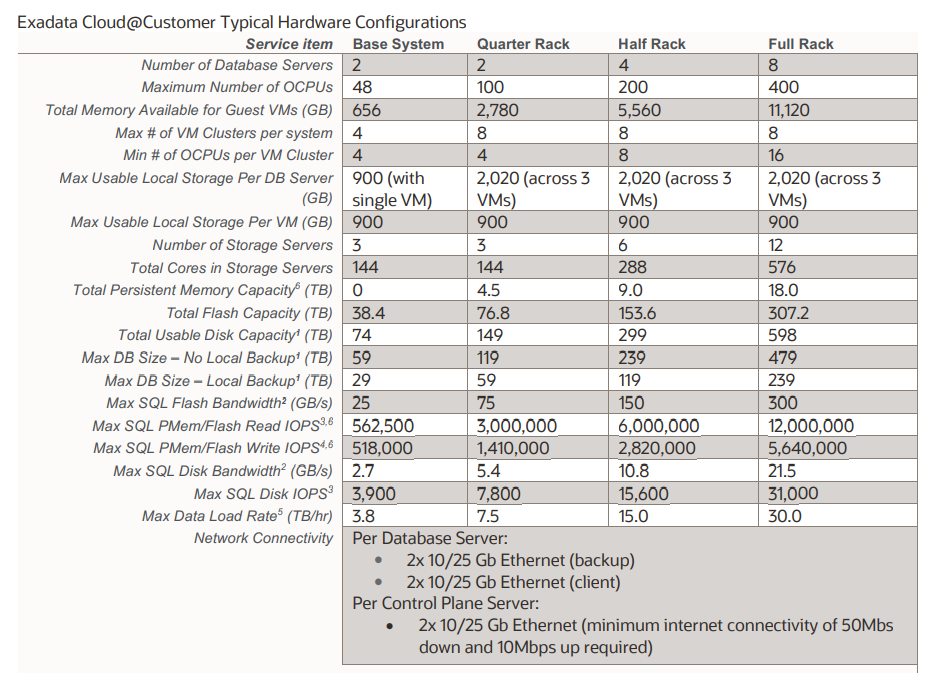 Exadata Cloud@Customer Typical Hardware Configurations
Service item Base System Quarter Rack Half Rack Full Rack
Number of Database Servers 2 2 4 8
Maximum Number of OCPUs 48 100 200 400
Total Memory Available for Guest VMs (GB) 656 2,780 5,560 11,120
Max # of VM Clusters per system 4 8 8 8
Min # of OCPUs per VM Cluster 4 4 8 16
Max Usable Local Storage Per DB Server 900 (with 2,020 (across 3 2,020 (across 3 2,020 (across 3
(GB) single VM) VMs) VMs) VMs)
Max Usable Local Storage Per VM (GB) 900 900 900 900
Number of Storage Servers 3 3 6 12
Total Cores in Storage Servers 144 144 288 576
Total Persistent Memory Capacity⁶ (TB) 0 4.5 9.0 18.0
Total Flash Capacity (TB) 38.4 76.8 153.6 307.2
Total Usable Disk Capacity¹ (TB) 74 149 299 598
Max DB Size – No Local Backup¹ (TB) 59 119 239 479
Max DB Size – Local Backup¹ (TB) 29 59 119 239
Max SQL Flash Bandwidth² (GB/s) 25 75 150 300
Max SQL PMem/Flash Read IOPS³,⁶ 562,500 3,000,000 6,000,000 12,000,000
Max SQL PMem/Flash Write IOPS⁴,⁶ 518,000 1,410,000 2,820,000 5,640,000
Max SQL Disk Bandwidth² (GB/s) 2.7 5.4 10.8 21.5
Max SQL Disk IOPS³ 3,900 7,800 15,600 31,000
Max Data Load Rate⁵ (TB/hr) 3.8 7.5 15.0 30.0
Network Connectivity Per Database Server:
• 2x 10/25 Gb Ethernet (backup)
• 2x 10/25 Gb Ethernet (client)
Per Control Plane Server:
• 2x 10/25 Gb Ethernet (minimum internet connectivity of 50Mbs
down and 10Mbps up required)